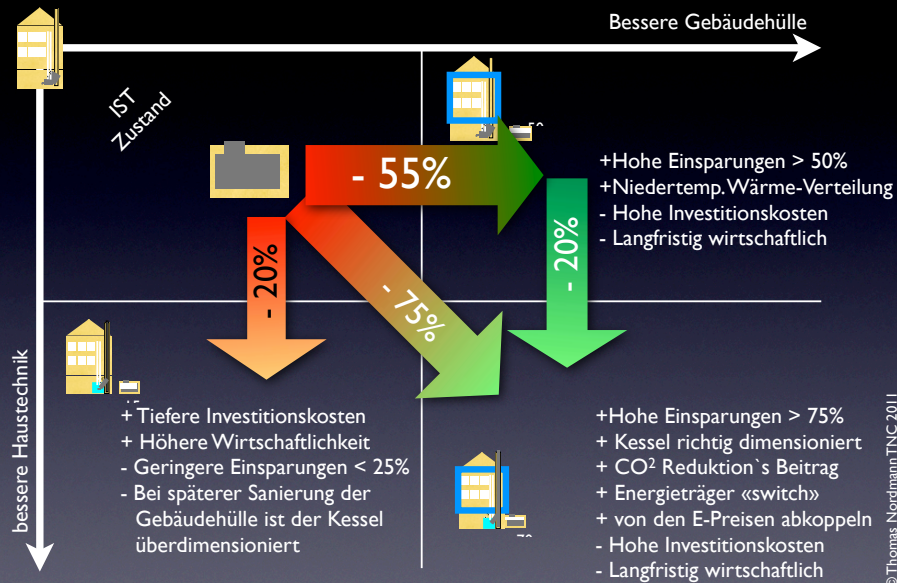 Bessere Gebäudehülle
IST
Zustand
- 55%
+Hohe Einsparungen > 50%
+Niedertemp. Wärme-Verteilung
- Hohe Investitionskosten
- Langfristig wirtschaftlich
- 20%
- 75%
- 20%
bessere Haustechnik
+ Tiefere Investitionskosten
+ Höhere Wirtschaftlichkeit
- Geringere Einsparungen < 25%
- Bei späterer Sanierung der
Gebäudehülle ist der Kessel
überdimensioniert
+Hohe Einsparungen > 75%
+ Kessel richtig dimensioniert
+ CO² Reduktion`s Beitrag
+ Energieträger «switch»
+ von den E-Preisen abkoppeln
- Hohe Investitionskosten
- Langfristig wirtschaftlich
©Thomas Nordmann TNC 2011